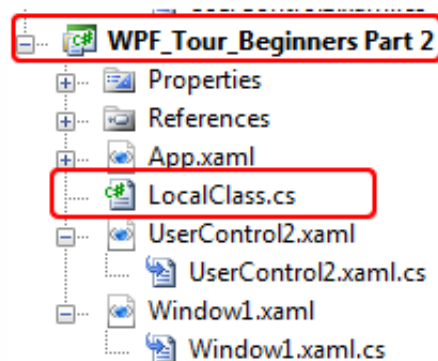 WPF_Tour_Beginners Part 2
Properties
References
App.xaml
LocalClass.cs
UserControl2.xaml
UserControl2.xaml.cs
Window1.xaml
Window1.xaml.cs